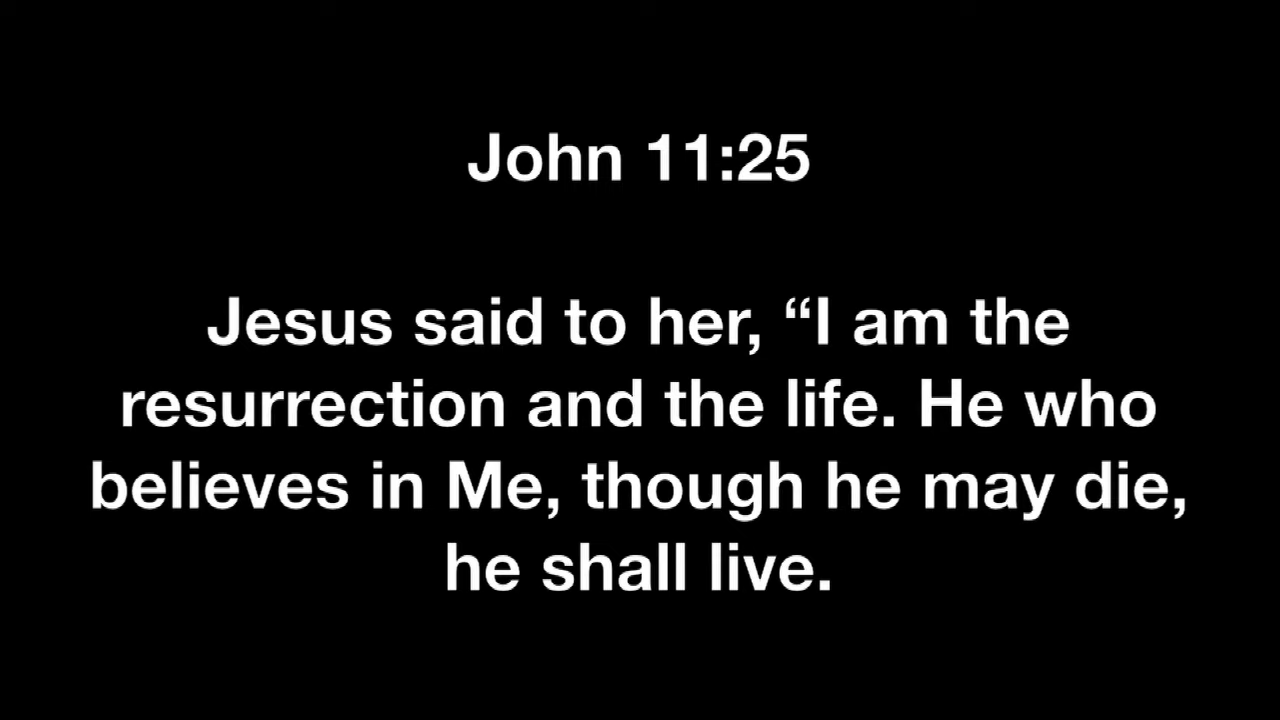 John 11:25
Jesus said to her, “I am the
resurrection and the life. He who
believes in Me, though he may die,
he shall live.